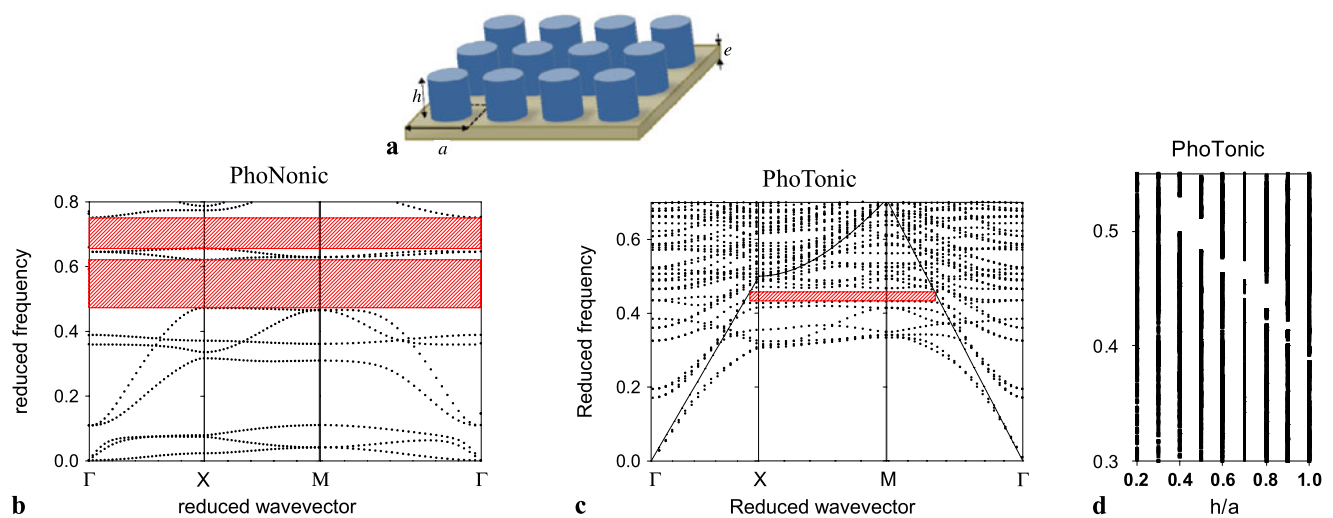 h
e
a
a
PhoNonic
PhoTonic
PhoTonic
reduced frequency
0.8
0.6
0.4
0.2
0.0
Γ X M Γ
reduced wavevector
b
Reduced frequency
0.6
0.4
0.2
0.0
Γ X M Γ
Reduced wavevector
c
0.5
0.4
0.3
0.2 0.4 0.6 0.8 1.0
h/a
d